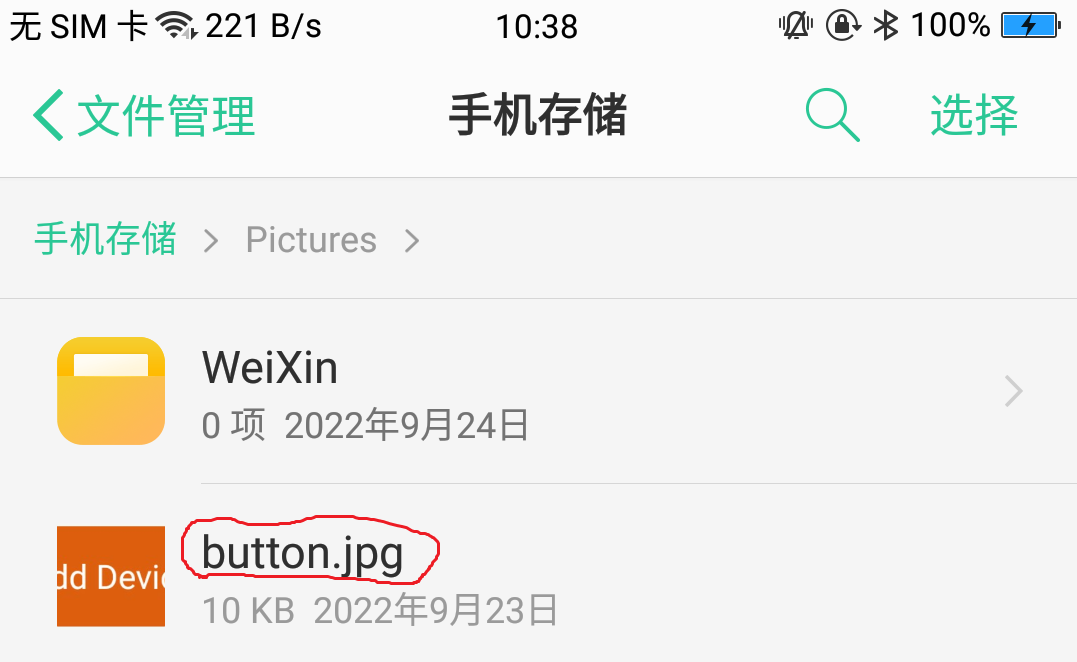 无 SIM 卡 221 B/s 10:38 100%
文件管理 手机存储 选择
手机存储 > Pictures >
WeiXin
0 项 2022年9月24日
button.jpg
dd Devic
10 KB 2022年9月23日